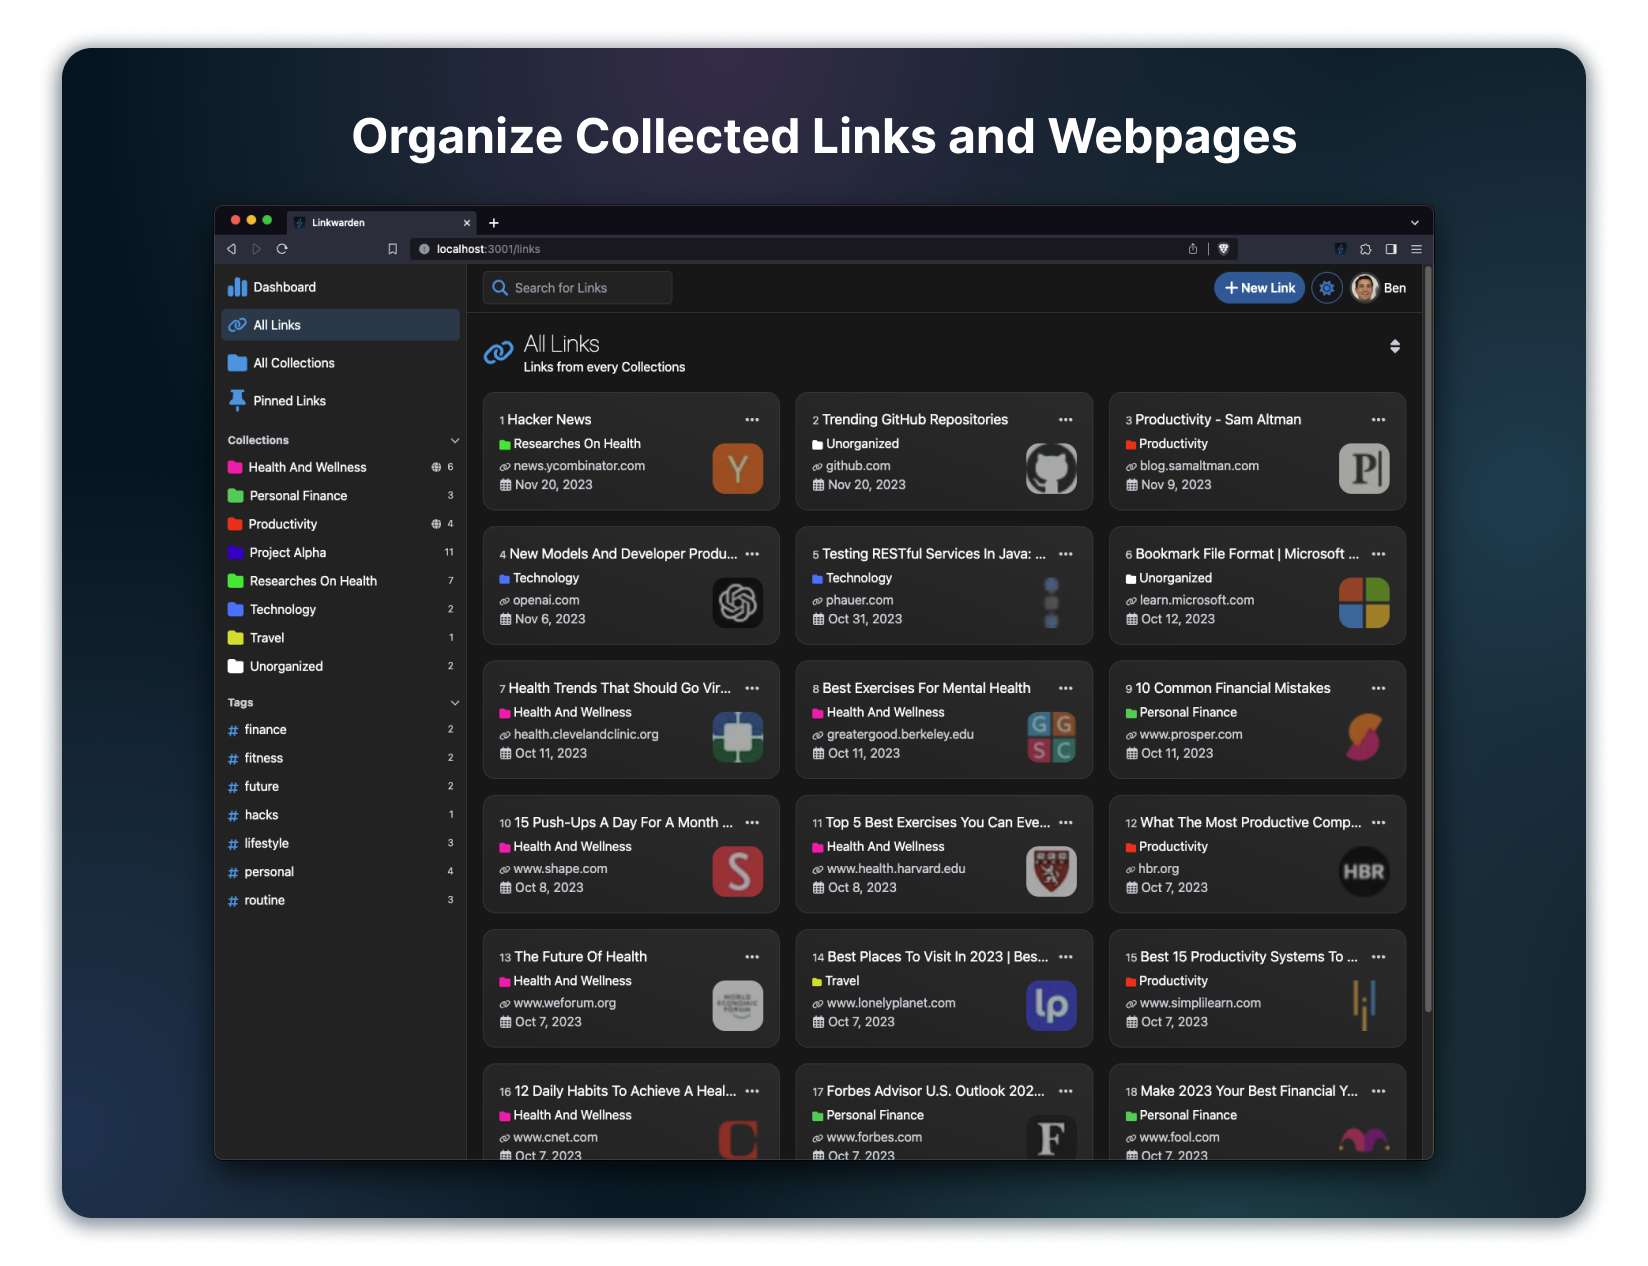 Organize Collected Links and Webpages
Linkwarden
localhost:3001/links
Dashboard
All Links
All Collections
Pinned Links
Collections
Health And Wellness 6
Personal Finance 3
Productivity 4
Project Alpha 11
Researches On Health 7
Technology 2
Travel 1
Unorganized 2
Tags
# finance 2
# fitness 2
# future 2
# hacks 1
# lifestyle 3
# personal 4
# routine 3
Search for Links
+ New Link
Ben
All Links
Links from every Collections
1 Hacker News
Researches On Health
news.ycombinator.com
Nov 20, 2023
Y
2 Trending GitHub Repositories
Unorganized
github.com
Nov 20, 2023
3 Productivity - Sam Altman
Productivity
blog.samaltman.com
Nov 9, 2023
P|
4 New Models And Developer Produ...
Technology
openai.com
Nov 6, 2023
5 Testing RESTful Services In Java: ...
Technology
phauer.com
Oct 31, 2023
6 Bookmark File Format | Microsoft ...
Unorganized
learn.microsoft.com
Oct 12, 2023
7 Health Trends That Should Go Vir...
Health And Wellness
health.clevelandclinic.org
Oct 11, 2023
8 Best Exercises For Mental Health
Health And Wellness
greatergood.berkeley.edu
Oct 11, 2023
G G
S C
9 10 Common Financial Mistakes
Personal Finance
www.prosper.com
Oct 11, 2023
10 15 Push-Ups A Day For A Month ...
Health And Wellness
www.shape.com
Oct 8, 2023
S
11 Top 5 Best Exercises You Can Eve...
Health And Wellness
www.health.harvard.edu
Oct 8, 2023
12 What The Most Productive Comp...
Productivity
hbr.org
Oct 7, 2023
HBR
13 The Future Of Health
Health And Wellness
www.weforum.org
Oct 7, 2023
WORLD
ECONOMIC
FORUM
14 Best Places To Visit In 2023 | Bes...
Travel
www.lonelyplanet.com
Oct 7, 2023
lp
15 Best 15 Productivity Systems To ...
Productivity
www.simplilearn.com
Oct 7, 2023
16 12 Daily Habits To Achieve A Heal...
Health And Wellness
www.cnet.com
Oct 7, 2023
C
17 Forbes Advisor U.S. Outlook 202...
Personal Finance
www.forbes.com
Oct 7, 2023
F
18 Make 2023 Your Best Financial Y...
Personal Finance
www.fool.com
Oct 7, 2023